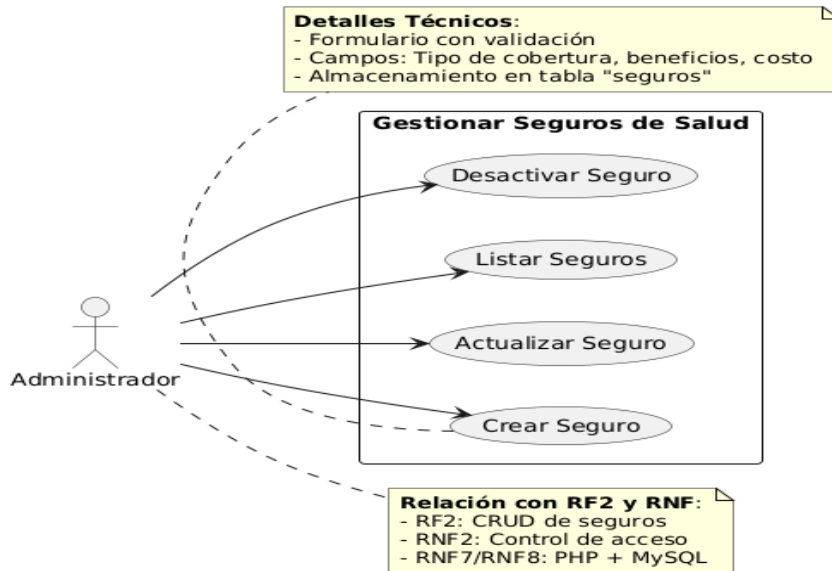 Detalles Técnicos:
- Formulario con validación
- Campos: Tipo de cobertura, beneficios, costo
- Almacenamiento en tabla "seguros"
Gestionar Seguros de Salud
Desactivar Seguro
Listar Seguros
Actualizar Seguro
Administrador
Crear Seguro
Relación con RF2 y RNF:
- RF2: CRUD de seguros
- RNF2: Control de acceso
- RNF7/RNF8: PHP + MySQL